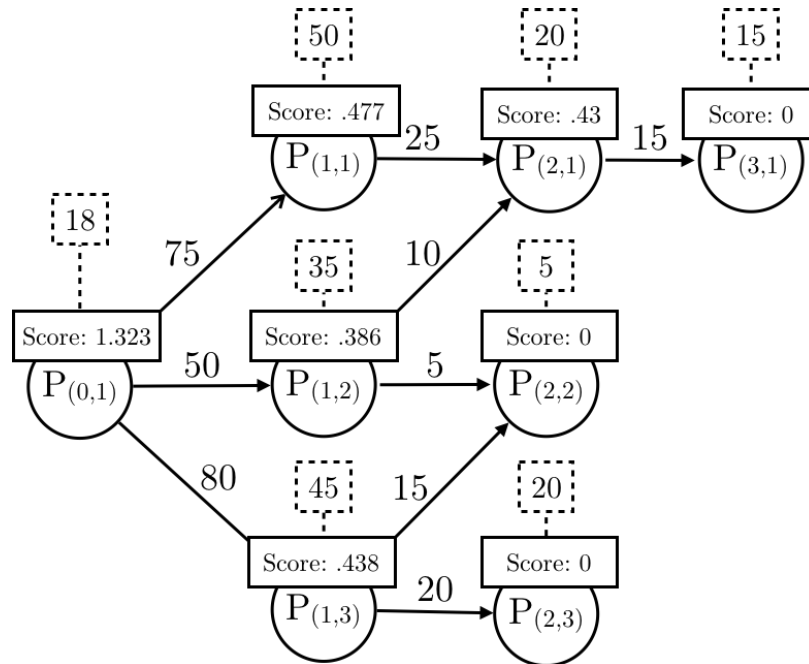 50
20
15
Score: .477
Score: .43
Score: 0
25
15
P(1,1)
P(2,1)
P(3,1)
18
75
10
35
5
Score: 1.323
Score: .386
Score: 0
50
5
P(0,1)
P(1,2)
P(2,2)
80
45
15
20
Score: .438
Score: 0
20
P(1,3)
P(2,3)